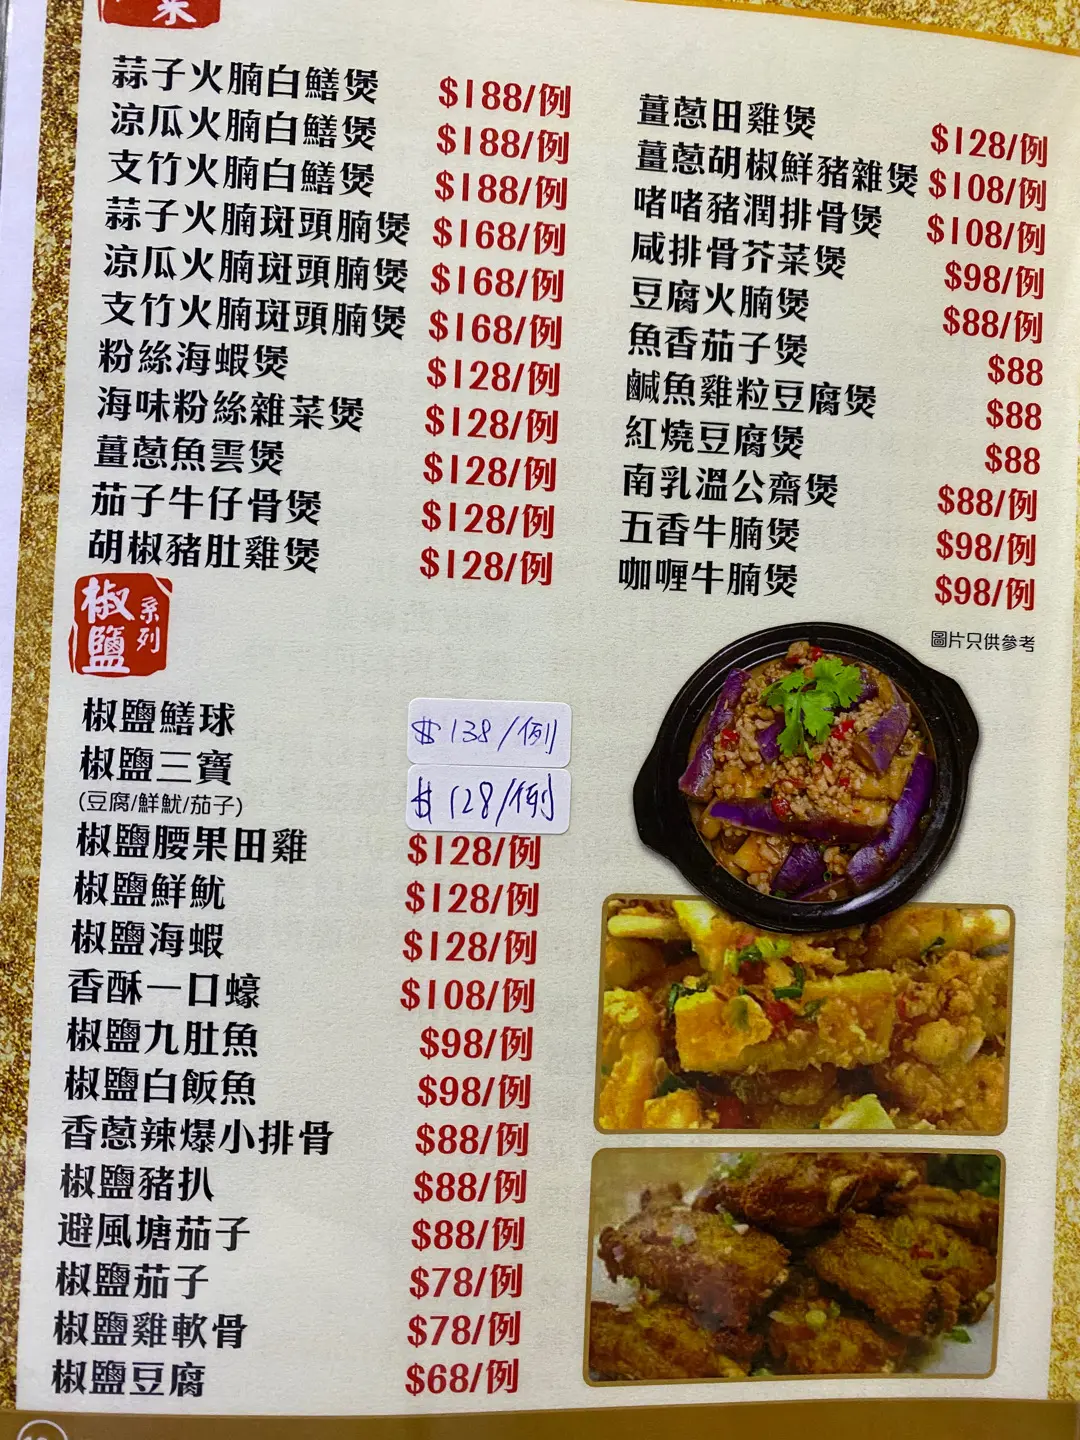 菜
蒜子火腩白鱔煲 $188/例
涼瓜火腩白鱔煲 $188/例
支竹火腩白鱔煲 $188/例
蒜子火腩斑頭腩煲 $168/例
涼瓜火腩斑頭腩煲 $168/例
支竹火腩斑頭腩煲 $168/例
粉絲海蝦煲 $128/例
海味粉絲雜菜煲 $128/例
薑蔥魚雲煲 $128/例
茄子牛仔骨煲 $128/例
胡椒豬肚雞煲 $128/例
薑蔥田雞煲 $128/例
薑蔥胡椒鮮豬雜煲 $108/例
啫啫豬潤排骨煲 $108/例
咸排骨芥菜煲 $98/例
豆腐火腩煲 $88/例
魚香茄子煲 $88
鹹魚雞粒豆腐煲 $88
紅燒豆腐煲 $88
南乳溫公齋煲 $88/例
五香牛腩煲 $98/例
咖喱牛腩煲 $98/例
圖片只供參考
椒鹽系列
椒鹽鱔球 $138/例
椒鹽三寶 $128/例
(豆腐/鮮魷/茄子)
椒鹽腰果田雞 $128/例
椒鹽鮮魷 $128/例
椒鹽海蝦 $128/例
香酥一口蠔 $108/例
椒鹽九肚魚 $98/例
椒鹽白飯魚 $98/例
香蔥辣爆小排骨 $88/例
椒鹽豬扒 $88/例
避風塘茄子 $88/例
椒鹽茄子 $78/例
椒鹽雞軟骨 $78/例
椒鹽豆腐 $68/例